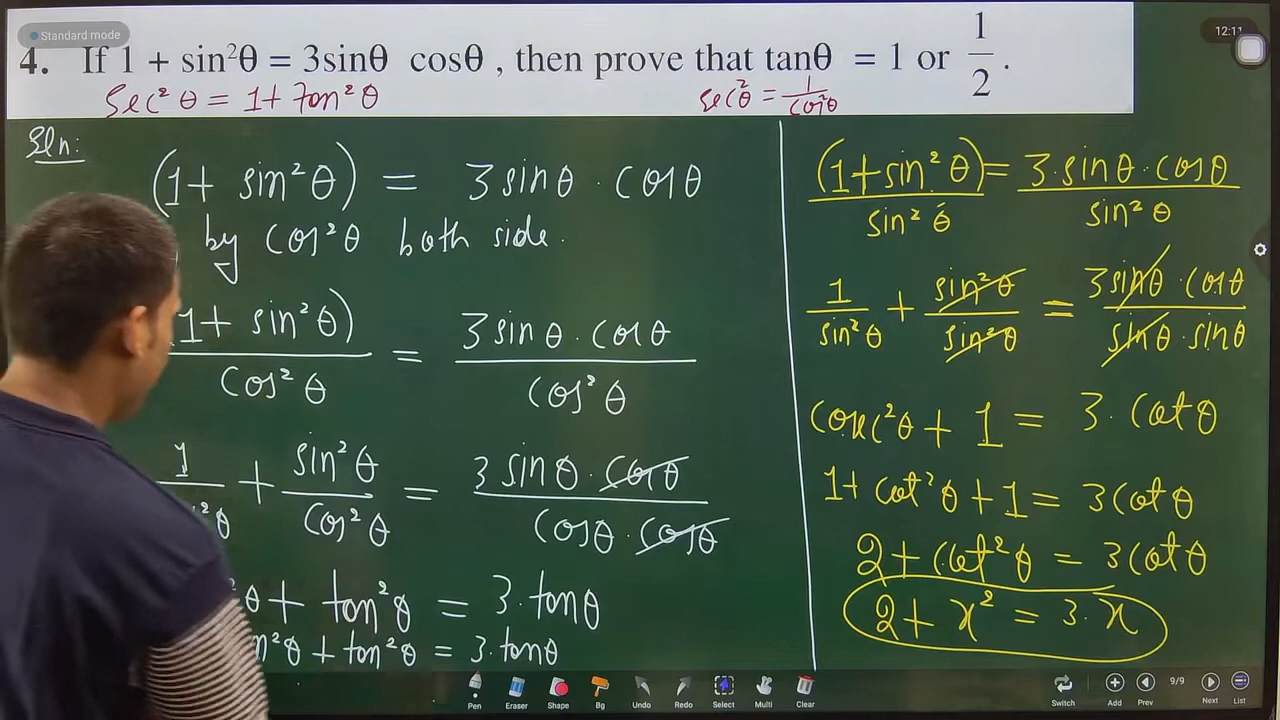 Standard mode
12:11
4. If 1 + sin²θ = 3sinθ cosθ , then prove that tanθ = 1 or 1/2 .
Sec²θ = 1 + Tan²θ
sec²θ = 1/cos²θ
Sln:
(1 + sin²θ) = 3 sinθ · cosθ
by cos²θ both side.
1 + sin²θ) / cos²θ = 3 sinθ · cosθ / cos²θ
1 / ²θ + sin²θ / cos²θ = 3 sinθ · cosθ / cosθ · cosθ
²θ + tan²θ = 3 · tanθ
n²θ + tan²θ = 3 · tanθ
(1 + sin²θ) / sin²θ = 3 · sinθ · cosθ / sin²θ
1 / sin²θ + sin²θ / sin²θ = 3 sinθ · cosθ / sinθ · sinθ
cosec²θ + 1 = 3 · Cotθ
1 + cot²θ + 1 = 3 Cotθ
2 + Cot²θ = 3 Cotθ
2 + x² = 3 · x
Pen Eraser Shape Bg Undo Redo Select Multi Clear
Switch Add Prev 9/9 Next List